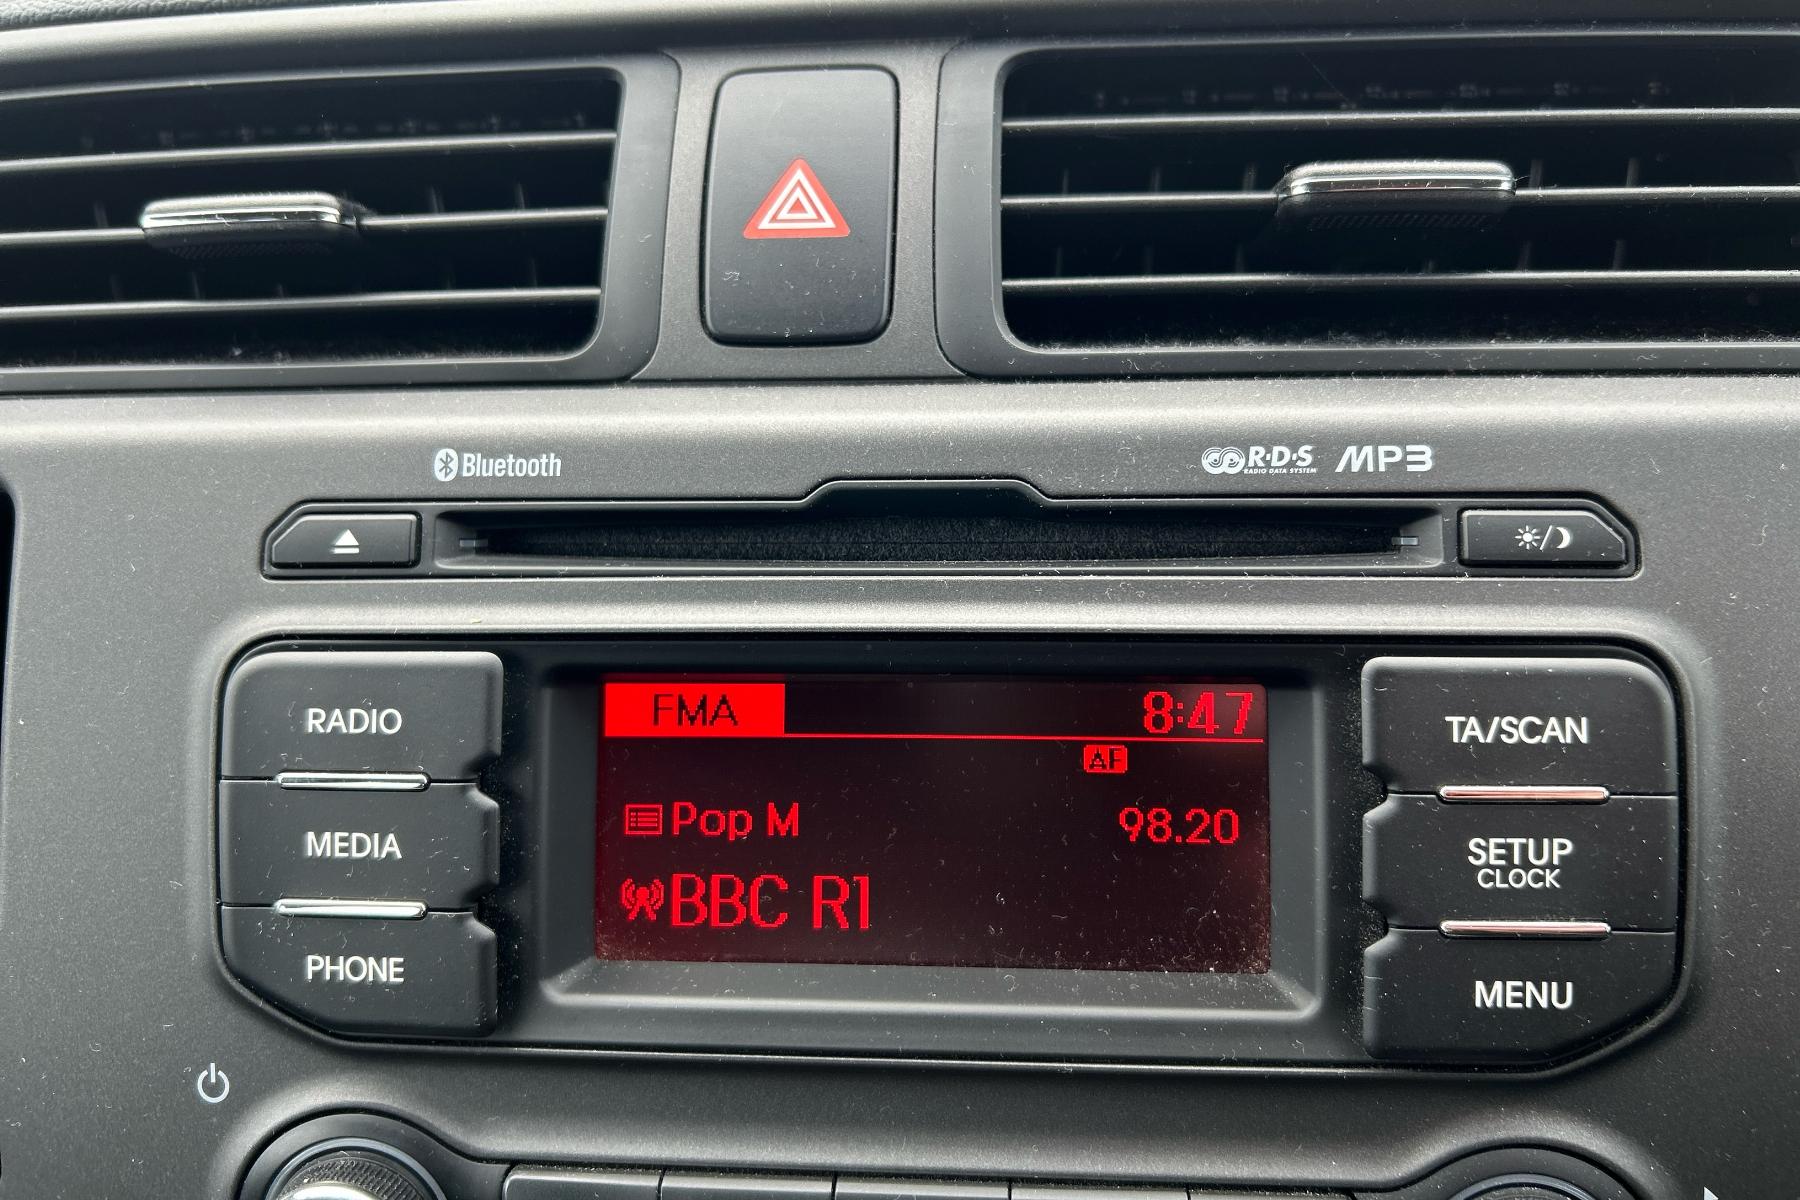 Bluetooth
R·D·S MP3
RADIO DATA SYSTEM
RADIO
MEDIA
PHONE
FMA 8:47
AF
Pop M 98.20
BBC R1
TA/SCAN
SETUP
CLOCK
MENU